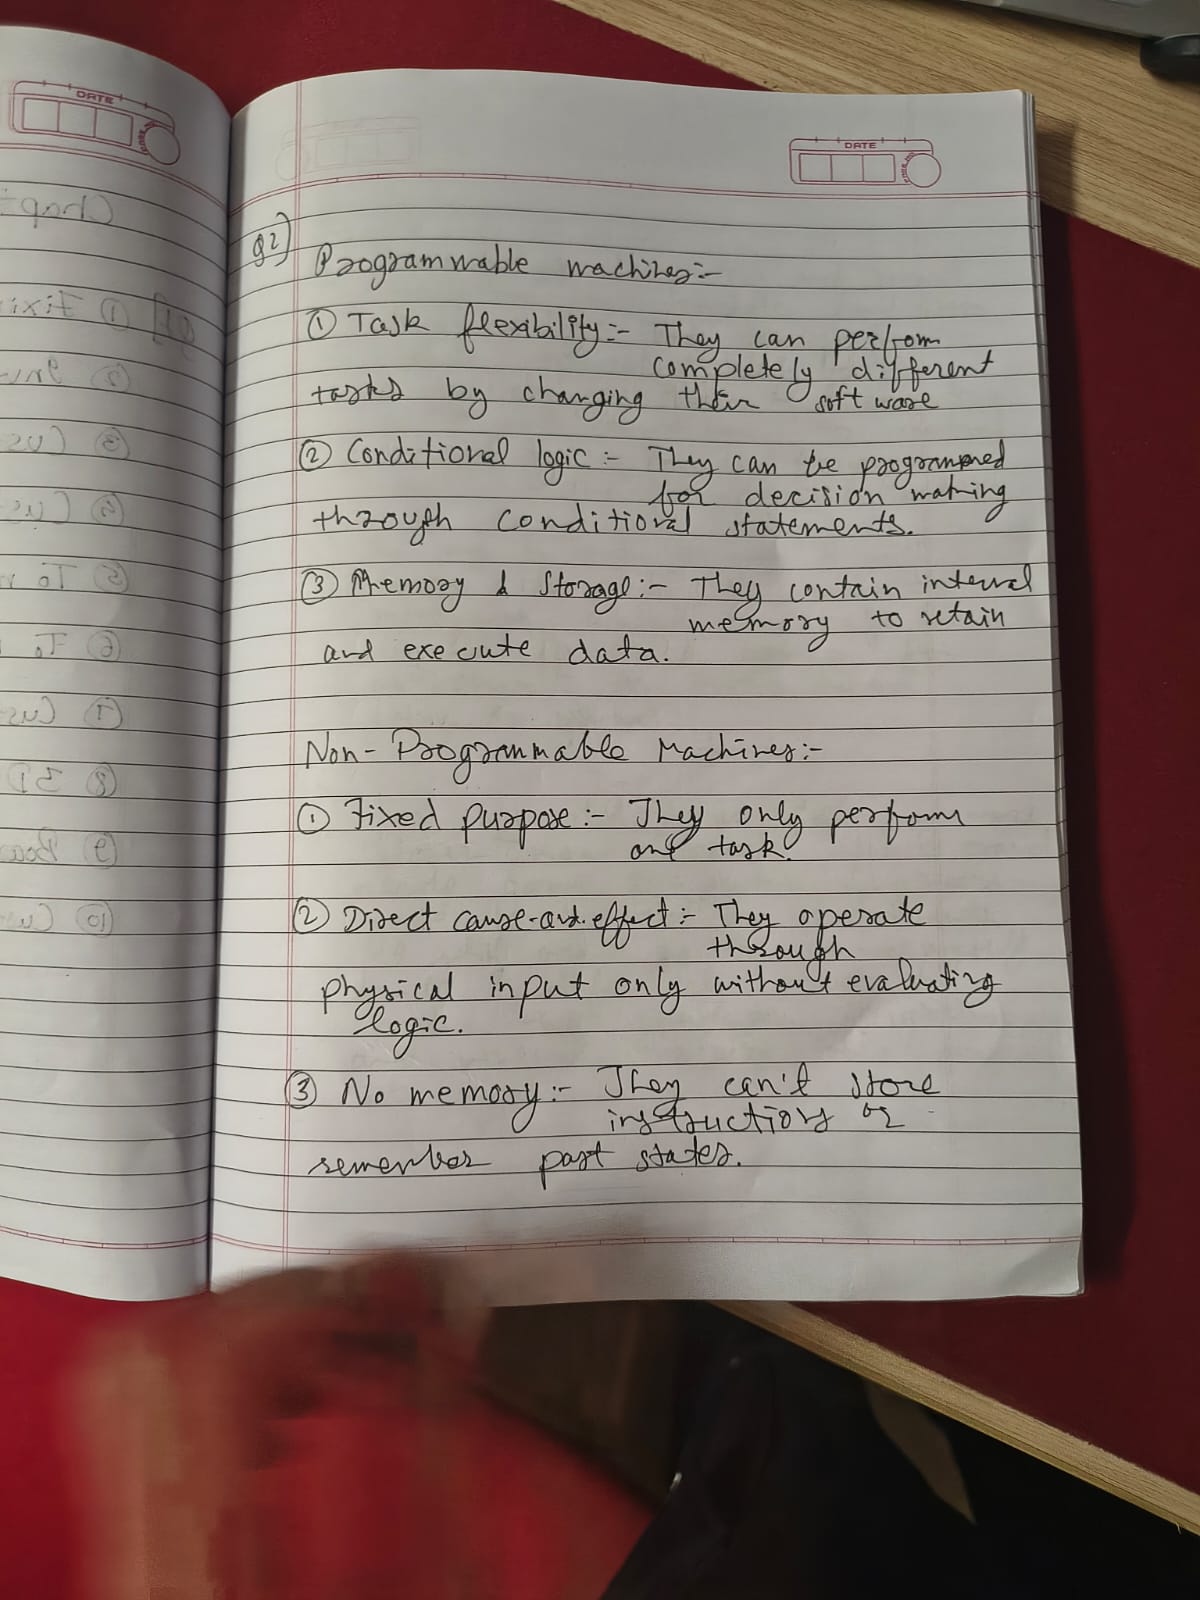 DATE
DATE
Q2)
Programmable machines:-
① Task flexibility:- They can perfom
completely different
tasks by changing their software
② Conditional logic:- They can be programmed
for decision making
through conditional statements.
③ Memory & Storage:- They contain internal
memory to retain
and execute data.
Non-Programmable Machines:-
① Fixed purpose:- They only perform
one task.
② Direct cause-and-effect:- They operate
through
physical input only without evaluating
logic.
③ No memory:- They can't store
instructions or
remember past states.